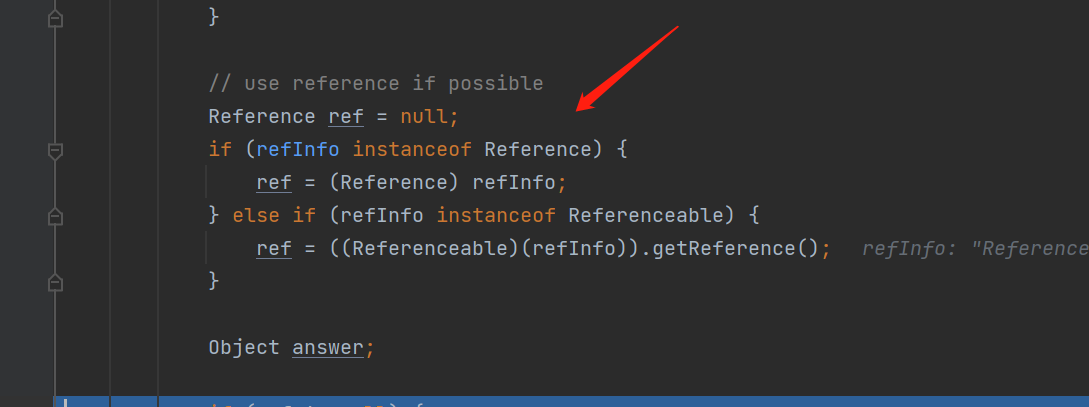 }
// use reference if possible
Reference ref = null;
if (refInfo instanceof Reference) {
ref = (Reference) refInfo;
} else if (refInfo instanceof Referenceable) {
ref = ((Referenceable)(refInfo)).getReference(); refInfo: "Reference
}
Object answer;